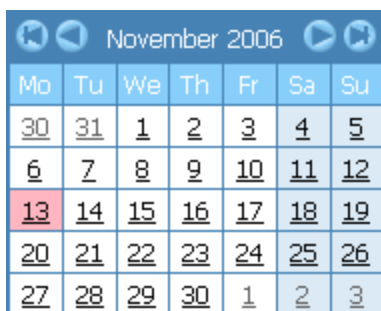 November 2006
Mo Tu We Th Fr Sa Su
30 31 1 2 3 4 5
6 7 8 9 10 11 12
13 14 15 16 17 18 19
20 21 22 23 24 25 26
27 28 29 30 1 2 3